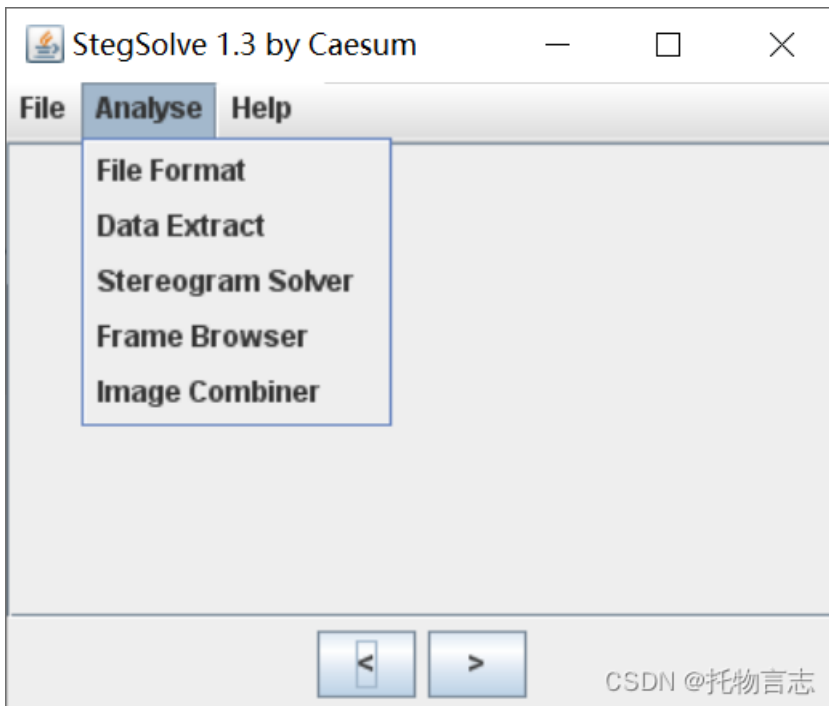 StegSolve 1.3 by Caesum
File Analyse Help
File Format
Data Extract
Stereogram Solver
Frame Browser
Image Combiner
< >
CSDN @托物言志